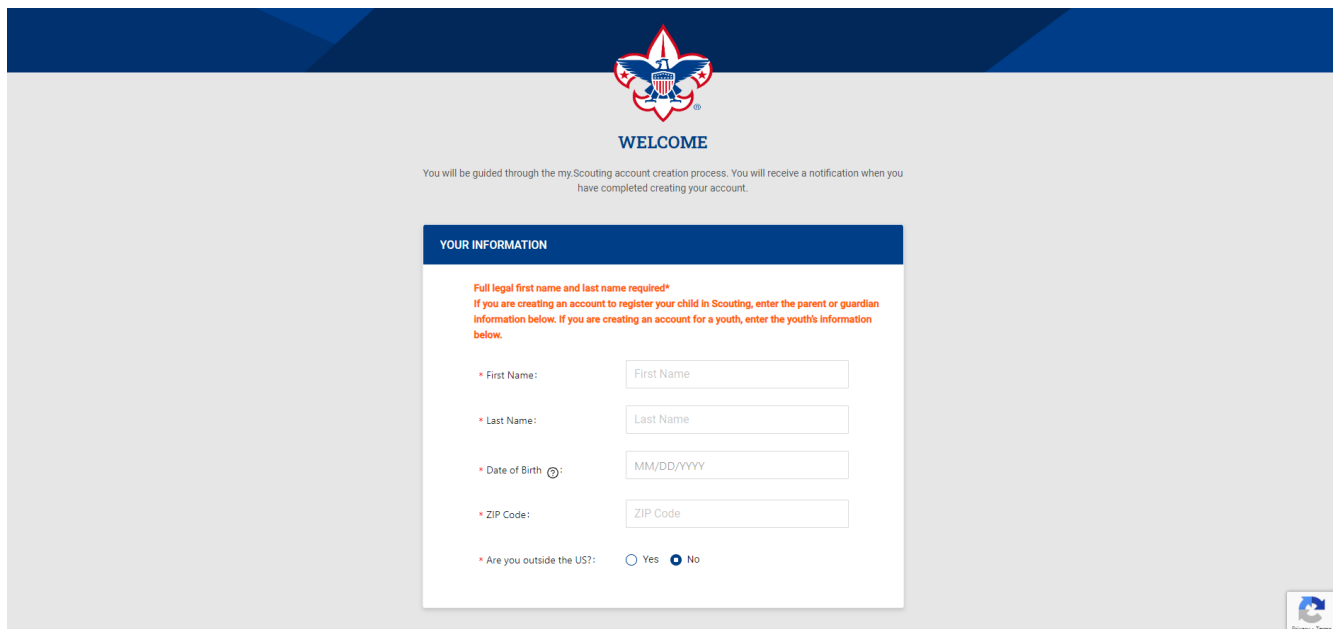 WELCOME
You will be guided through the my.Scouting account creation process. You will receive a notification when you
have completed creating your account.
YOUR INFORMATION
Full legal first name and last name required*
If you are creating an account to register your child in Scouting, enter the parent or guardian
information below. If you are creating an account for a youth, enter the youth's information
below.
* First Name: First Name
* Last Name: Last Name
* Date of Birth ?: MM/DD/YYYY
* ZIP Code: ZIP Code
* Are you outside the US?: Yes No